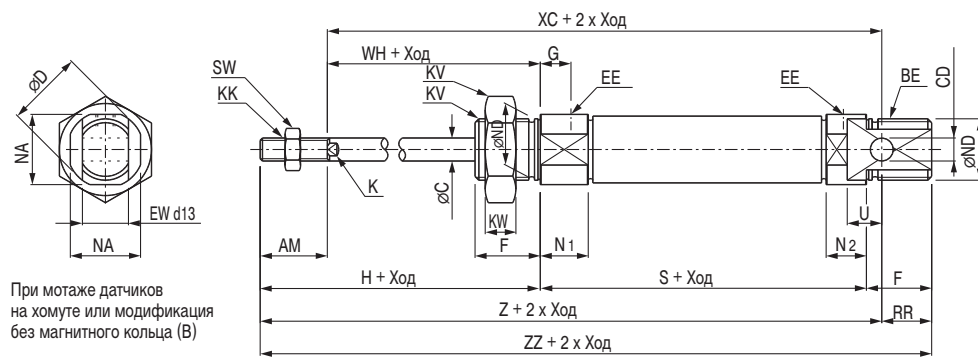 XC + 2 x Ход
WH + Ход
G
SW
KV
EE
EE
BE
CD
KK
KV
ØD
ØND
ØND
NA
K
ØC
U
EW d13
KW
NA
AM
F
N1
N2
H + Ход
S + Ход
F
При мотаже датчиков
на хомуте или модификация
без магнитного кольца (В)
Z + 2 x Ход
RR
ZZ + 2 x Ход